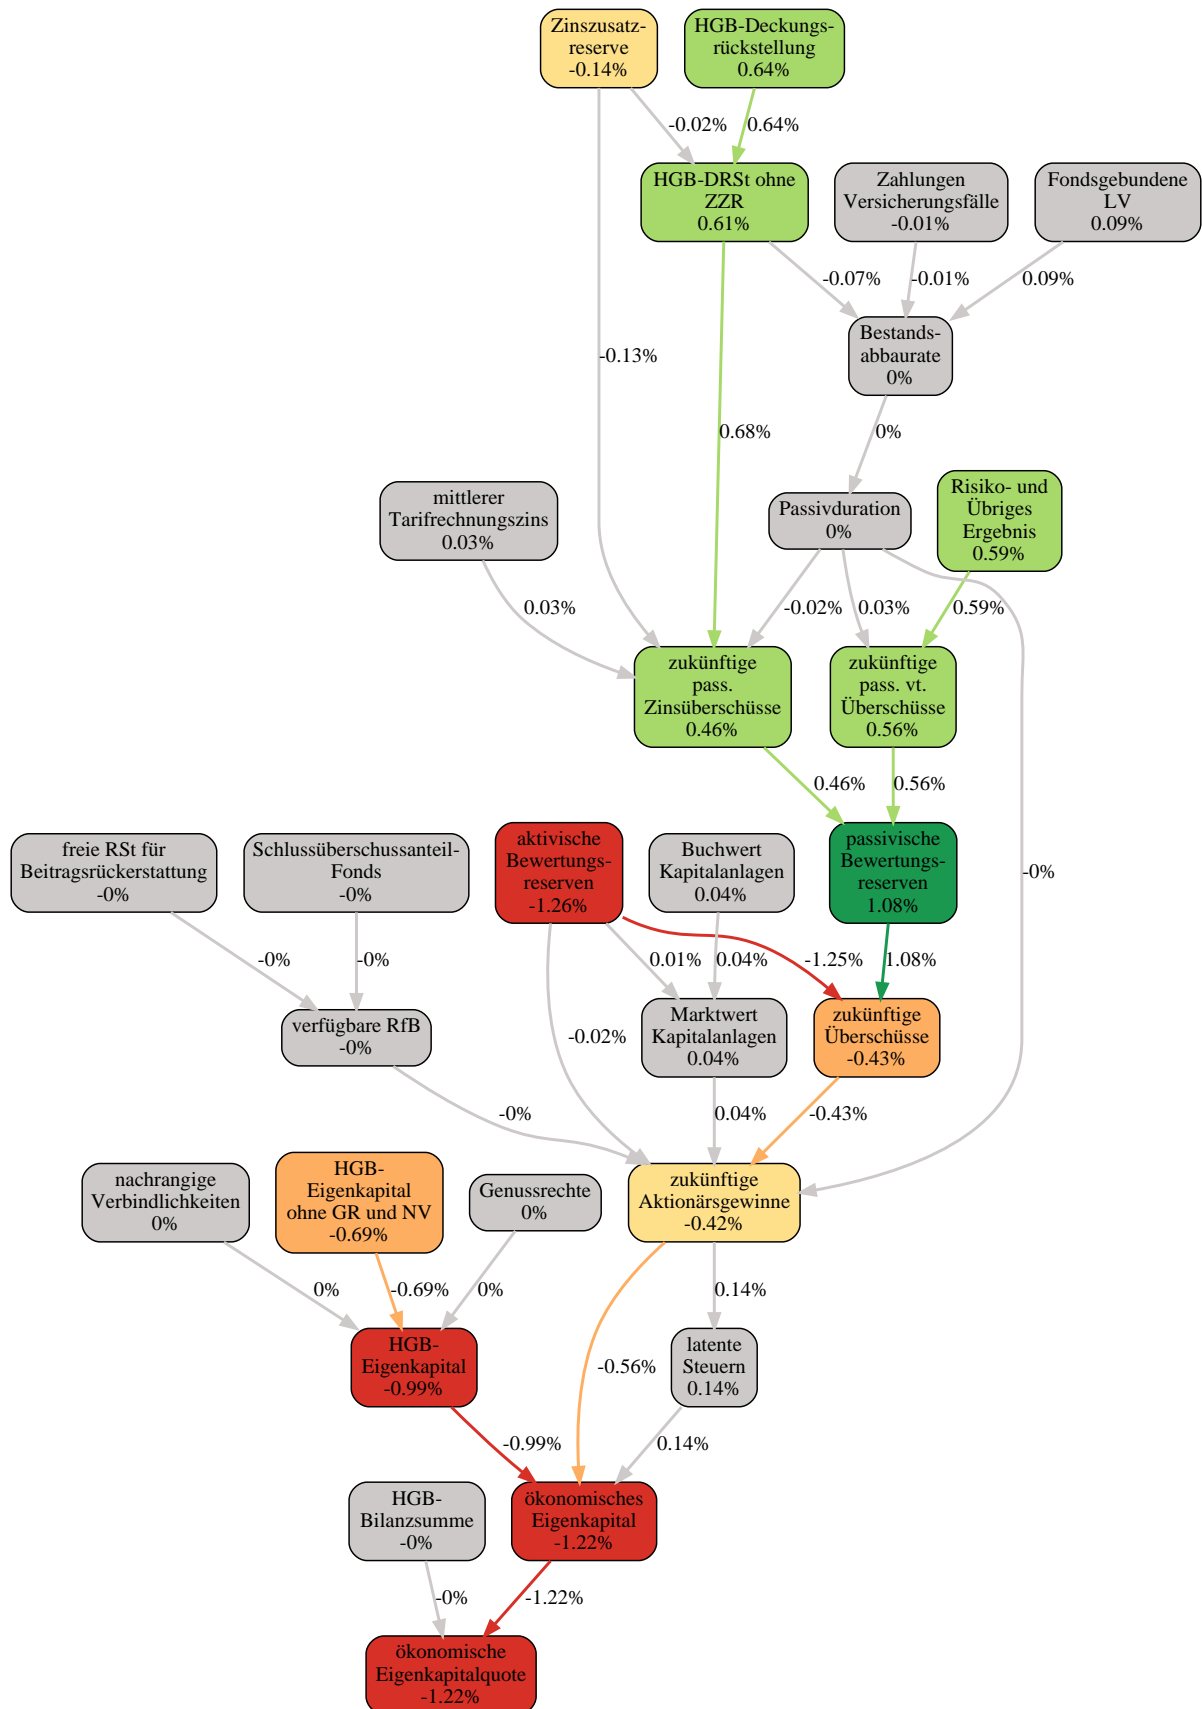 Zinszusatz-
reserve
-0.14%
HGB-Deckungs-
rückstellung
0.64%
-0.02%
0.64%
HGB-DRSt ohne
ZZR
0.61%
Zahlungen
Versicherungsfälle
-0.01%
Fondsgebundene
LV
0.09%
-0.07%
-0.01%
0.09%
Bestands-
abbaurate
0%
-0.13%
0.68%
0%
mittlerer
Tarifrechnungszins
0.03%
Passivduration
0%
Risiko- und
Übriges
Ergebnis
0.59%
0.03%
-0.02%
0.03%
0.59%
zukünftige
pass.
Zinsüberschüsse
0.46%
zukünftige
pass. vt.
Überschüsse
0.56%
0.46%
0.56%
freie RSt für
Beitragsrückerstattung
-0%
Schlussüberschussanteil-
Fonds
-0%
aktivische
Bewertungs-
reserven
-1.26%
Buchwert
Kapitalanlagen
0.04%
passivische
Bewertungs-
reserven
1.08%
-0%
-0%
-0%
0.01%
0.04%
-1.25%
1.08%
verfügbare RfB
-0%
-0.02%
Marktwert
Kapitalanlagen
0.04%
zukünftige
Überschüsse
-0.43%
-0%
0.04%
-0.43%
nachrangige
Verbindlichkeiten
0%
HGB-
Eigenkapital
ohne GR und NV
-0.69%
Genussrechte
0%
zukünftige
Aktionärsgewinne
-0.42%
0%
-0.69%
0%
0.14%
HGB-
Eigenkapital
-0.99%
-0.56%
latente
Steuern
0.14%
-0.99%
0.14%
HGB-
Bilanzsumme
-0%
ökonomisches
Eigenkapital
-1.22%
-0%
-1.22%
ökonomische
Eigenkapitalquote
-1.22%